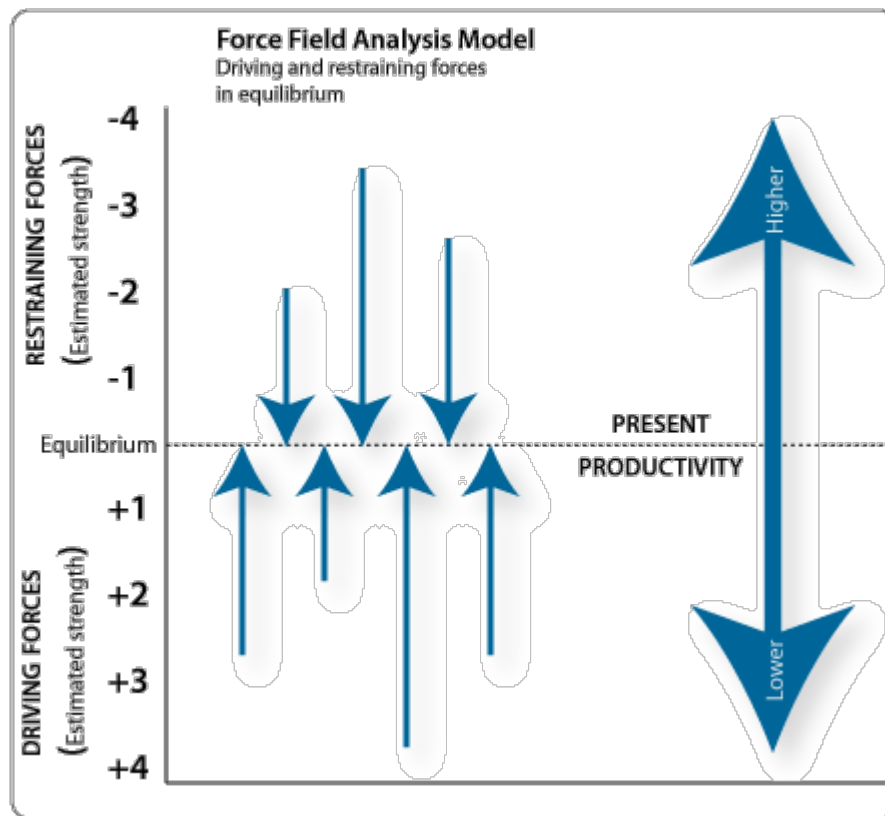 Force Field Analysis Model
Driving and restraining forces
in equilibrium
RESTRAINING FORCES
(Estimated strength)
-4
-3
-2
-1
Higher
Equilibrium
PRESENT
PRODUCTIVITY
DRIVING FORCES
(Estimated strength)
+1
+2
+3
+4
Lower